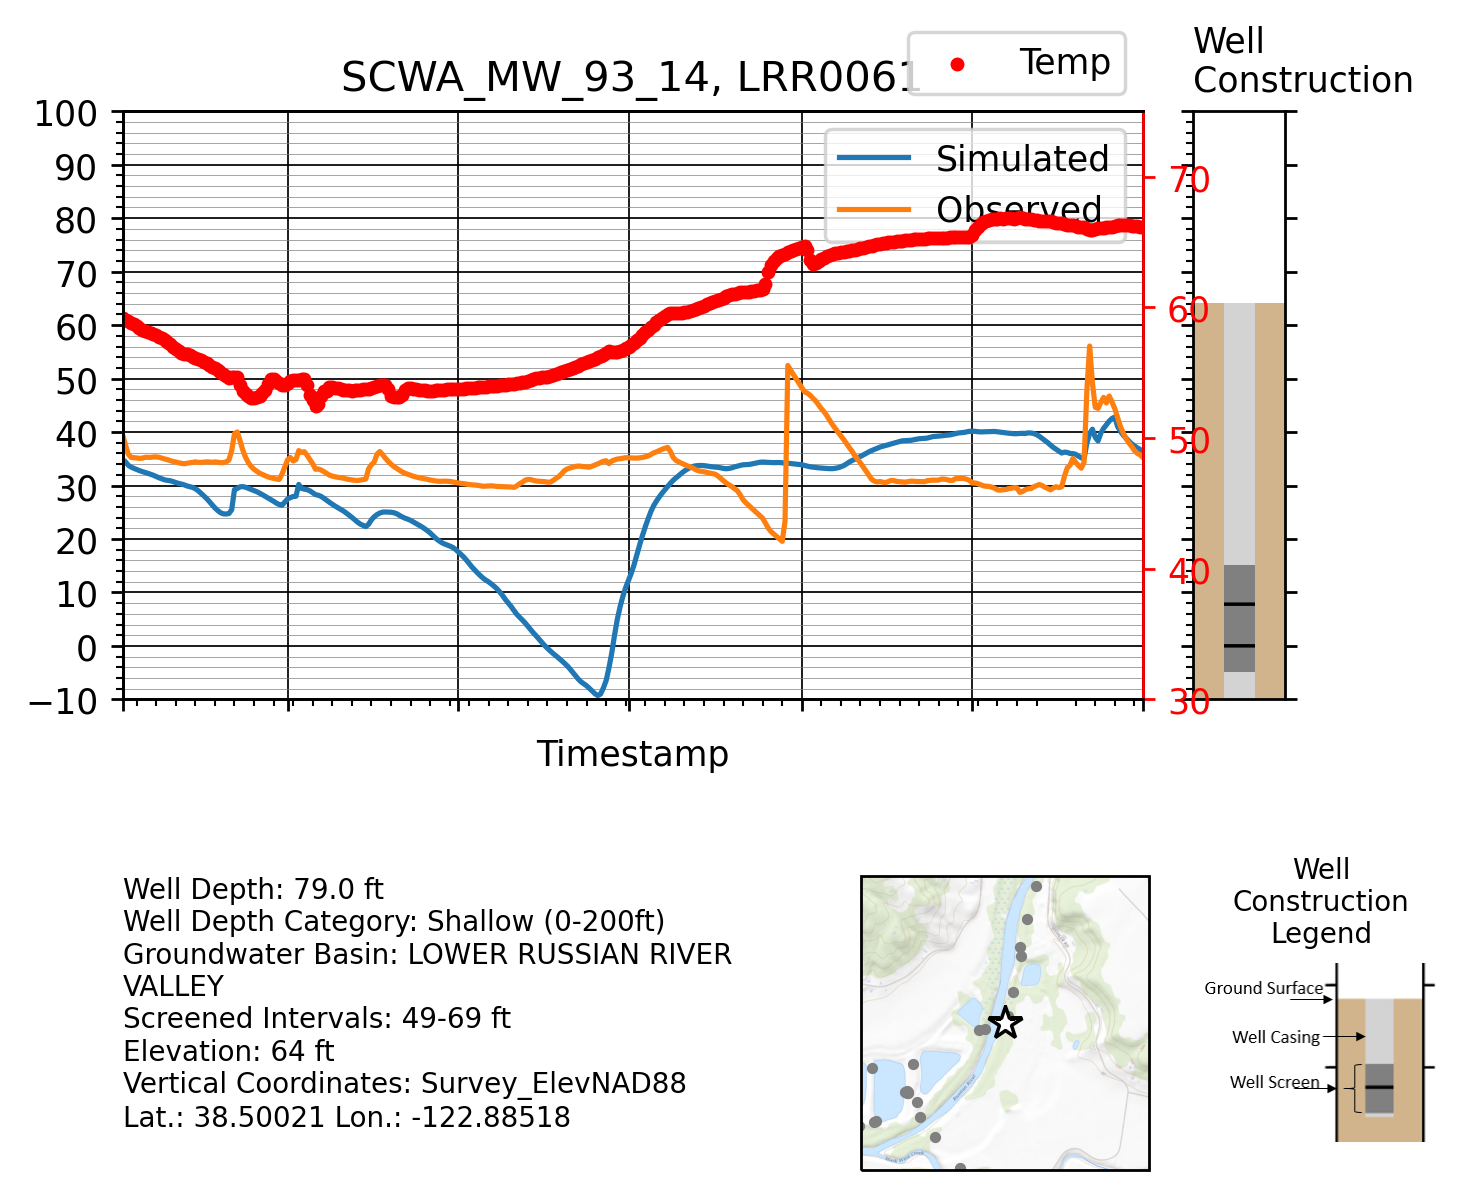 Well
Construction
SCWA_MW_93_14, LRR0061
Temp
Simulated
Observed
100
90
80
70
60
50
40
30
20
10
0
−10
70
60
50
40
30
Timestamp
Well Depth: 79.0 ft
Well Depth Category: Shallow (0-200ft)
Groundwater Basin: LOWER RUSSIAN RIVER
VALLEY
Screened Intervals: 49-69 ft
Elevation: 64 ft
Vertical Coordinates: Survey_ElevNAD88
Lat.: 38.50021 Lon.: -122.88518
Well
Construction
Legend
Ground Surface
Well Casing
Well Screen